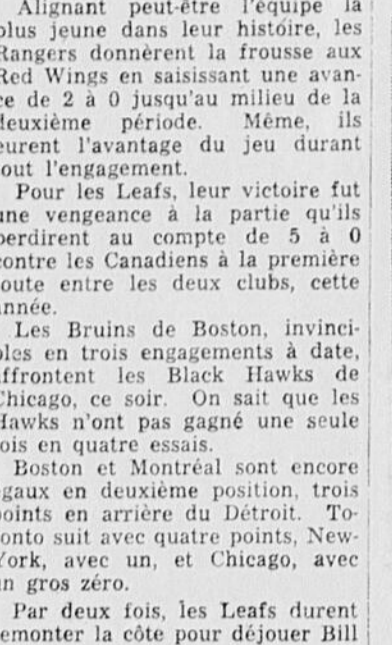 Alignant peut-être l'équipe la
plus jeune dans leur histoire, les
Rangers donnèrent la frousse aux
Red Wings en saisissant une avan-
ce de 2 à 0 jusqu'au milieu de la
deuxième période. Même, ils
eurent l'avantage du jeu durant
out l'engagement.
Pour les Leafs, leur victoire fut
une vengeance à la partie qu'ils
perdirent au compte de 5 à 0
contre les Canadiens à la première
oute entre les deux clubs, cette
année.
Les Bruins de Boston, invinci-
bles en trois engagements à date,
affrontent les Black Hawks de
Chicago, ce soir. On sait que les
Hawks n'ont pas gagné une seule
ois en quatre essais.
Boston et Montréal sont encore
égaux en deuxième position, trois
points en arrière du Détroit. To-
onto suit avec quatre points, New-
York, avec un, et Chicago, avec
un gros zéro.
Par deux fois, les Leafs durent
emonter la côte pour déjouer Bill